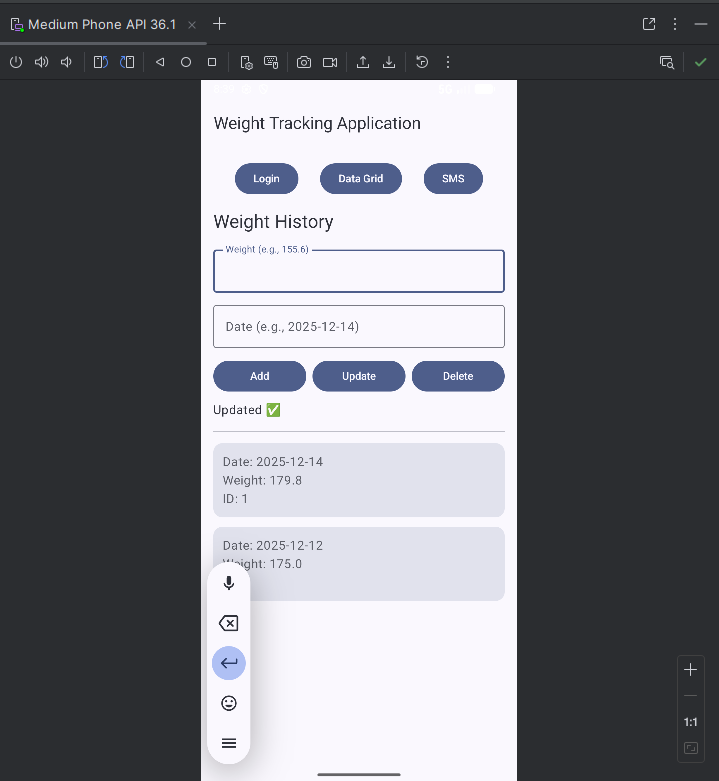 Medium Phone API 36.1
Weight Tracking Application
Login Data Grid SMS
Weight History
Weight (e.g., 155.6)
Date (e.g., 2025-12-14)
Add Update Delete
Updated ✅
Date: 2025-12-14
Weight: 179.8
ID: 1
Date: 2025-12-12
Weight: 175.0
1:1